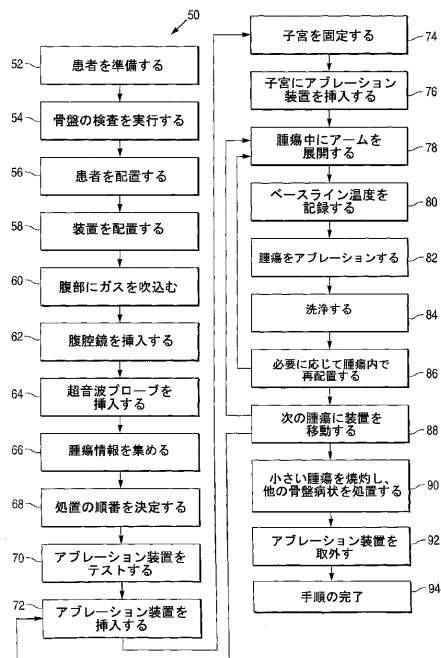 50
52
患者を準備する
54
骨盤の検査を実行する
56
患者を配置する
58
装置を配置する
60
腹部にガスを吹込む
62
腹腔鏡を挿入する
64
超音波プローブを
挿入する
66
腫瘍情報を集める
68
処置の順番を決定する
70
アブレーション装置を
テストする
72
アブレーション装置を
挿入する
子宮を固定する
74
子宮にアブレーション
装置を挿入する
76
腫瘍中にアームを
展開する
78
ベースライン温度を
記録する
80
腫瘍をアブレーションする
82
洗浄する
84
必要に応じて腫瘍内で
再配置する
86
次の腫瘍に装置を
移動する
88
小さい腫瘍を焼灼し、
他の骨盤病状を処置する
90
アブレーション装置を
取外す
92
手順の完了
94